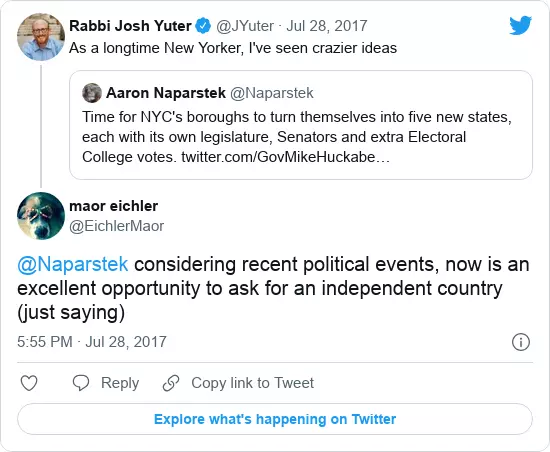 Rabbi Josh Yuter @JYuter · Jul 28, 2017
As a longtime New Yorker, I've seen crazier ideas
Aaron Naparstek @Naparstek
Time for NYC's boroughs to turn themselves into five new states,
each with its own legislature, Senators and extra Electoral
College votes. twitter.com/GovMikeHuckabe…
maor eichler
@EichlerMaor
@Naparstek considering recent political events, now is an
excellent opportunity to ask for an independent country
(just saying)
5:55 PM · Jul 28, 2017
Reply
Copy link to Tweet
Explore what's happening on Twitter